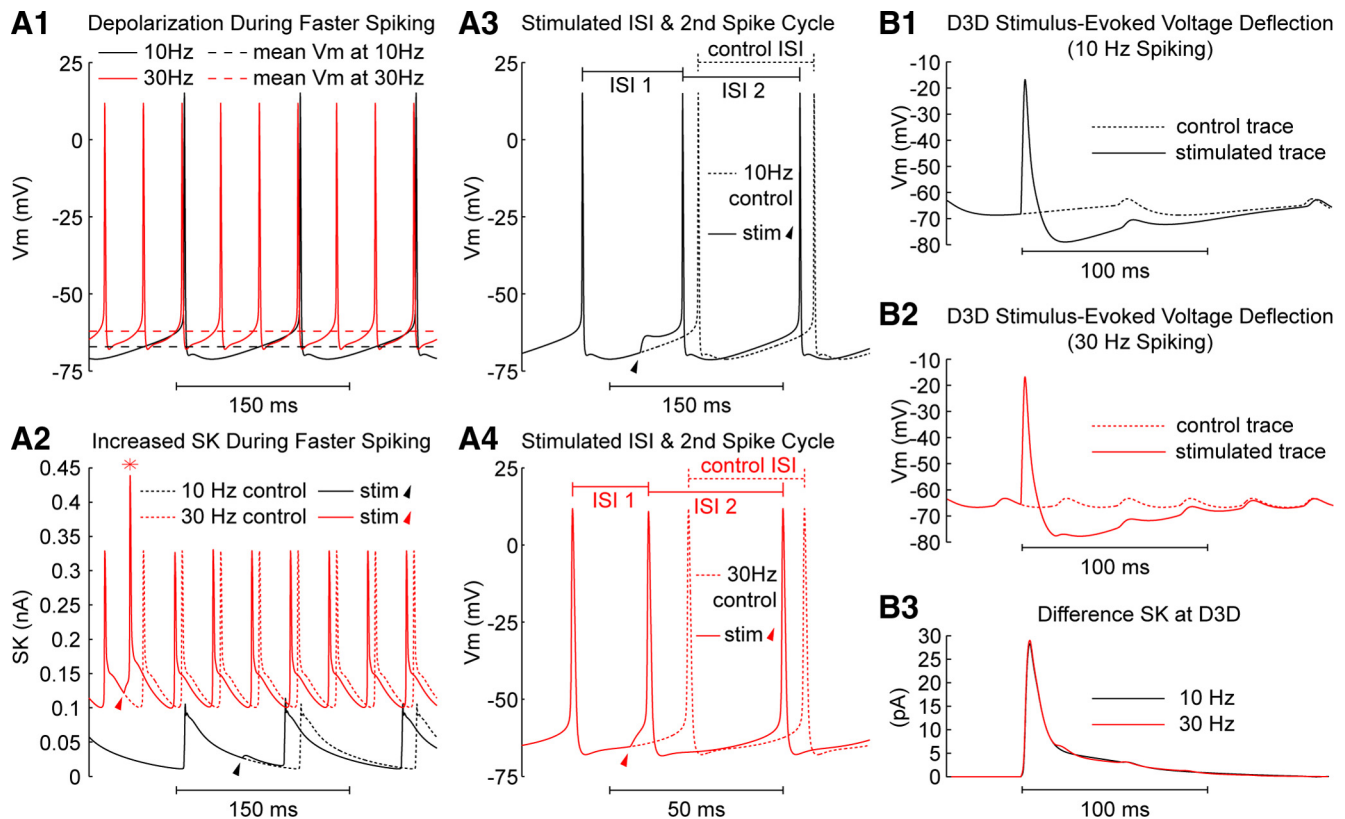 A1 Depolarization During Faster Spiking
10Hz mean Vm at 10Hz
30Hz mean Vm at 30Hz
25
0
-25
-50
-75
Vm (mV)
150 ms
A2 Increased SK During Faster Spiking
0.45
0.4
0.35
0.3
0.25
0.2
0.15
0.1
0.05
0
SK (nA)
10 Hz control stim
30 Hz control stim
150 ms
A3 Stimulated ISI & 2nd Spike Cycle
control ISI
ISI 1
ISI 2
25
0
-25
-50
-75
Vm (mV)
10Hz
control
stim
150 ms
A4 Stimulated ISI & 2nd Spike Cycle
control ISI
ISI 1
ISI 2
25
0
-25
-50
-75
Vm (mV)
30Hz
control
stim
50 ms
B1 D3D Stimulus-Evoked Voltage Deflection
(10 Hz Spiking)
-10
-20
-30
-40
-50
-60
-70
-80
Vm (mV)
control trace
stimulated trace
100 ms
B2 D3D Stimulus-Evoked Voltage Deflection
(30 Hz Spiking)
-10
-20
-30
-40
-50
-60
-70
-80
Vm (mV)
control trace
stimulated trace
100 ms
B3 Difference SK at D3D
30
25
20
15
10
5
0
(pA)
10 Hz
30 Hz
100 ms